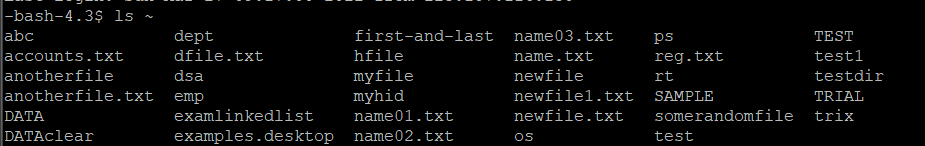 -bash-4.3$ ls ~
abc dept first-and-last name03.txt ps TEST
accounts.txt dfile.txt hfile name.txt reg.txt test1
anotherfile dsa myfile newfile rt testdir
anotherfile.txt emp myhid newfile1.txt SAMPLE TRIAL
DATA examlinkedlist name01.txt newfile.txt somerandomfile trix
DATAclear examples.desktop name02.txt os test